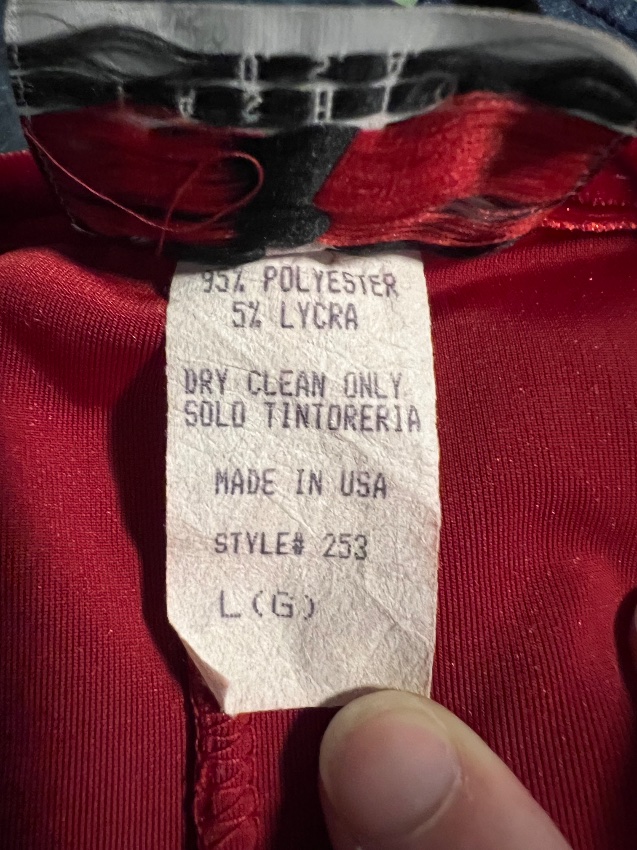 95% POLYESTER
5% LYCRA
DRY CLEAN ONLY
SOLO TINTORERIA
MADE IN USA
STYLE# 253
L(G)